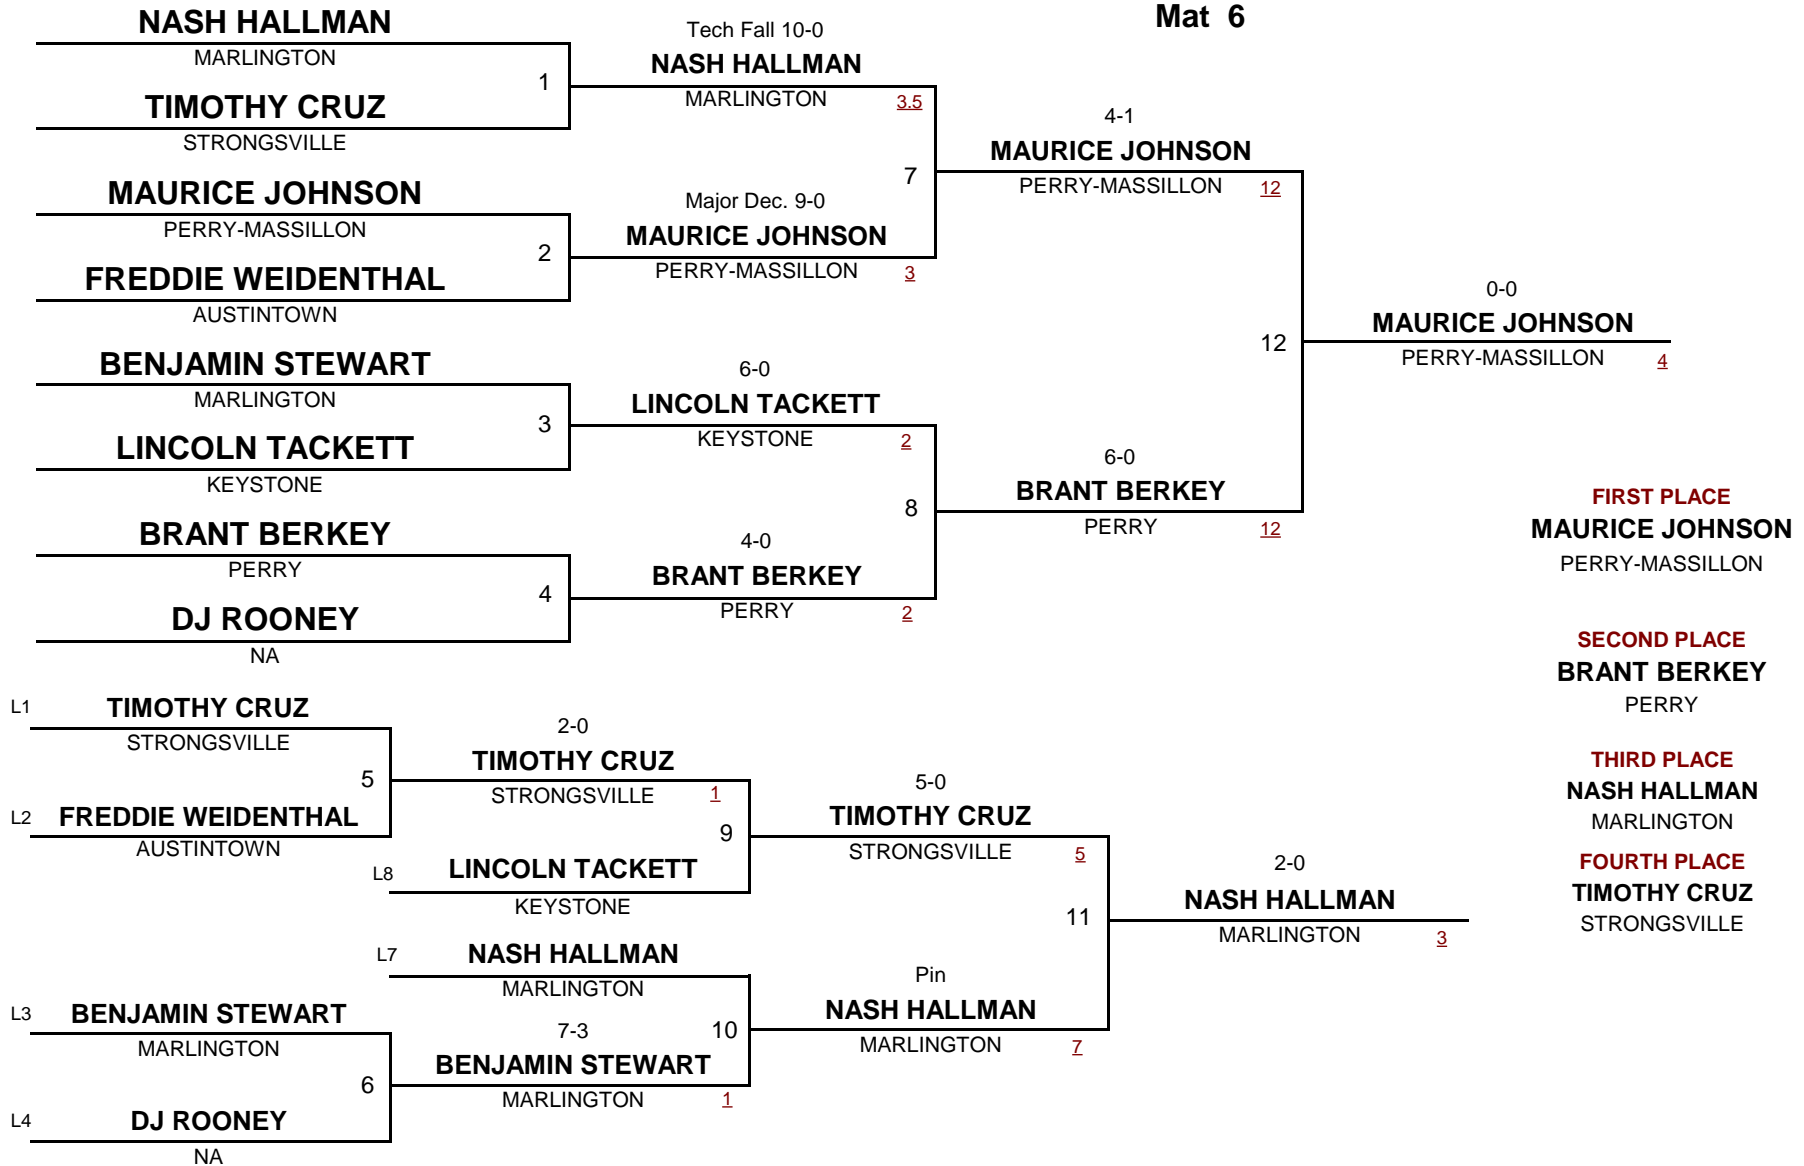 Mat 6
NASH HALLMAN
MARLINGTON
1
TIMOTHY CRUZ
STRONGSVILLE
MAURICE JOHNSON
PERRY-MASSILLON
2
FREDDIE WEIDENTHAL
AUSTINTOWN
BENJAMIN STEWART
MARLINGTON
3
LINCOLN TACKETT
KEYSTONE
BRANT BERKEY
PERRY
4
DJ ROONEY
NA
Tech Fall 10-0
NASH HALLMAN
MARLINGTON 3.5
7
Major Dec. 9-0
MAURICE JOHNSON
PERRY-MASSILLON 3
6-0
LINCOLN TACKETT
KEYSTONE 2
8
4-0
BRANT BERKEY
PERRY 2
4-1
MAURICE JOHNSON
PERRY-MASSILLON 12
12
6-0
BRANT BERKEY
PERRY 12
0-0
MAURICE JOHNSON
PERRY-MASSILLON 4
FIRST PLACE
MAURICE JOHNSON
PERRY-MASSILLON
SECOND PLACE
BRANT BERKEY
PERRY
THIRD PLACE
NASH HALLMAN
MARLINGTON
FOURTH PLACE
TIMOTHY CRUZ
STRONGSVILLE
L1 TIMOTHY CRUZ
STRONGSVILLE
5
L2 FREDDIE WEIDENTHAL
AUSTINTOWN
L3 BENJAMIN STEWART
MARLINGTON
6
L4 DJ ROONEY
NA
2-0
TIMOTHY CRUZ
STRONGSVILLE 1
9
L8 LINCOLN TACKETT
KEYSTONE
L7 NASH HALLMAN
MARLINGTON
7-3 10
BENJAMIN STEWART
MARLINGTON 1
5-0
TIMOTHY CRUZ
STRONGSVILLE 5
11
Pin
NASH HALLMAN
MARLINGTON 7
2-0
NASH HALLMAN
MARLINGTON 3